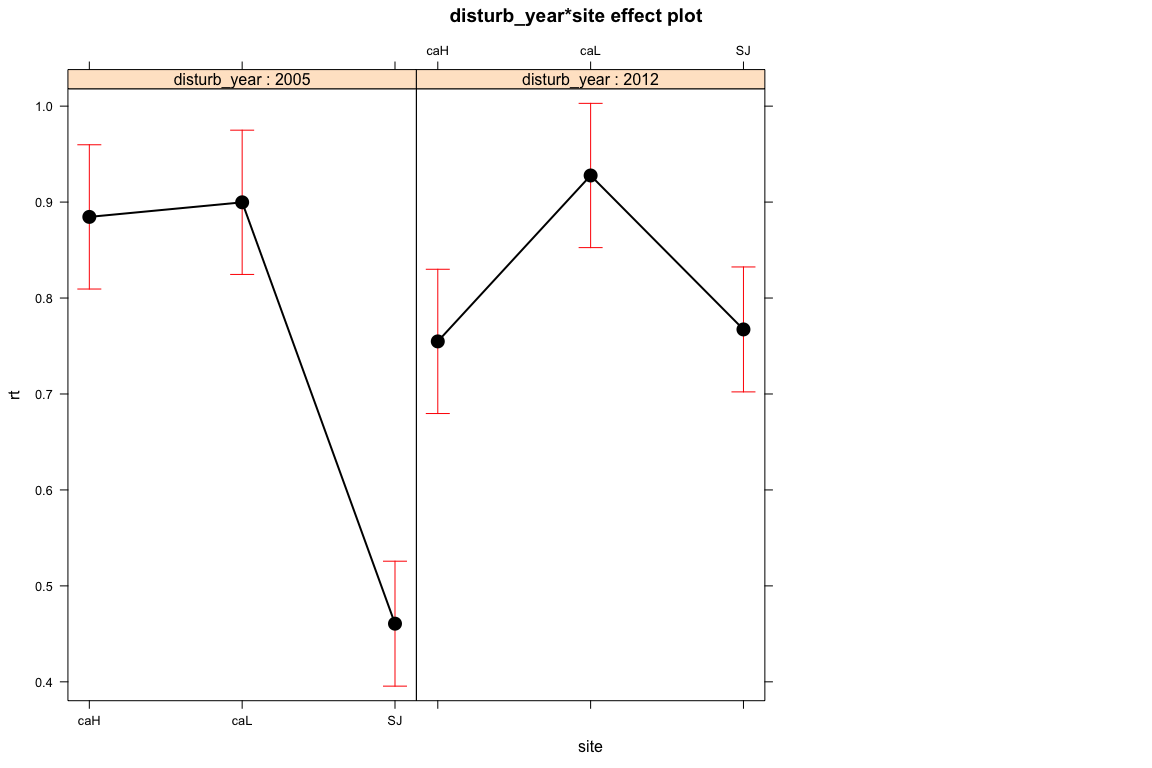 disturb_year*site effect plot
caH caL SJ
disturb_year : 2005 disturb_year : 2012
1.0
0.9
0.8
0.7
rt
0.6
0.5
0.4
caH caL SJ
site